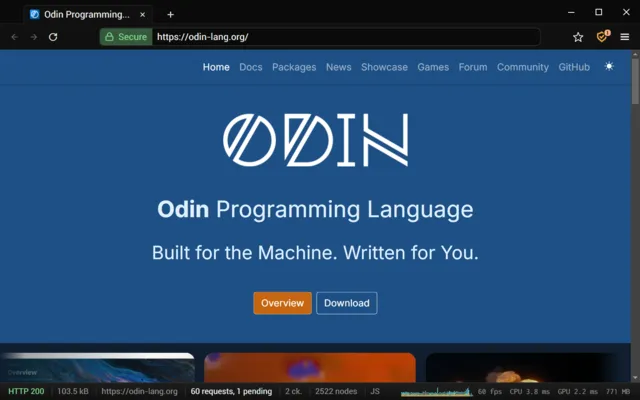 Odin Programming...
Secure
https://odin-lang.org/
1
Home Docs Packages News Showcase Games Forum Community GitHub
ODIN
Odin Programming Language
Built for the Machine. Written for You.
Overview Download
Overview
HTTP 200 103.5 kB https://odin-lang.org 60 requests, 1 pending 2 ck. 2522 nodes JS 60 fps CPU 3.8 ms GPU 2.2 ms 771 MB